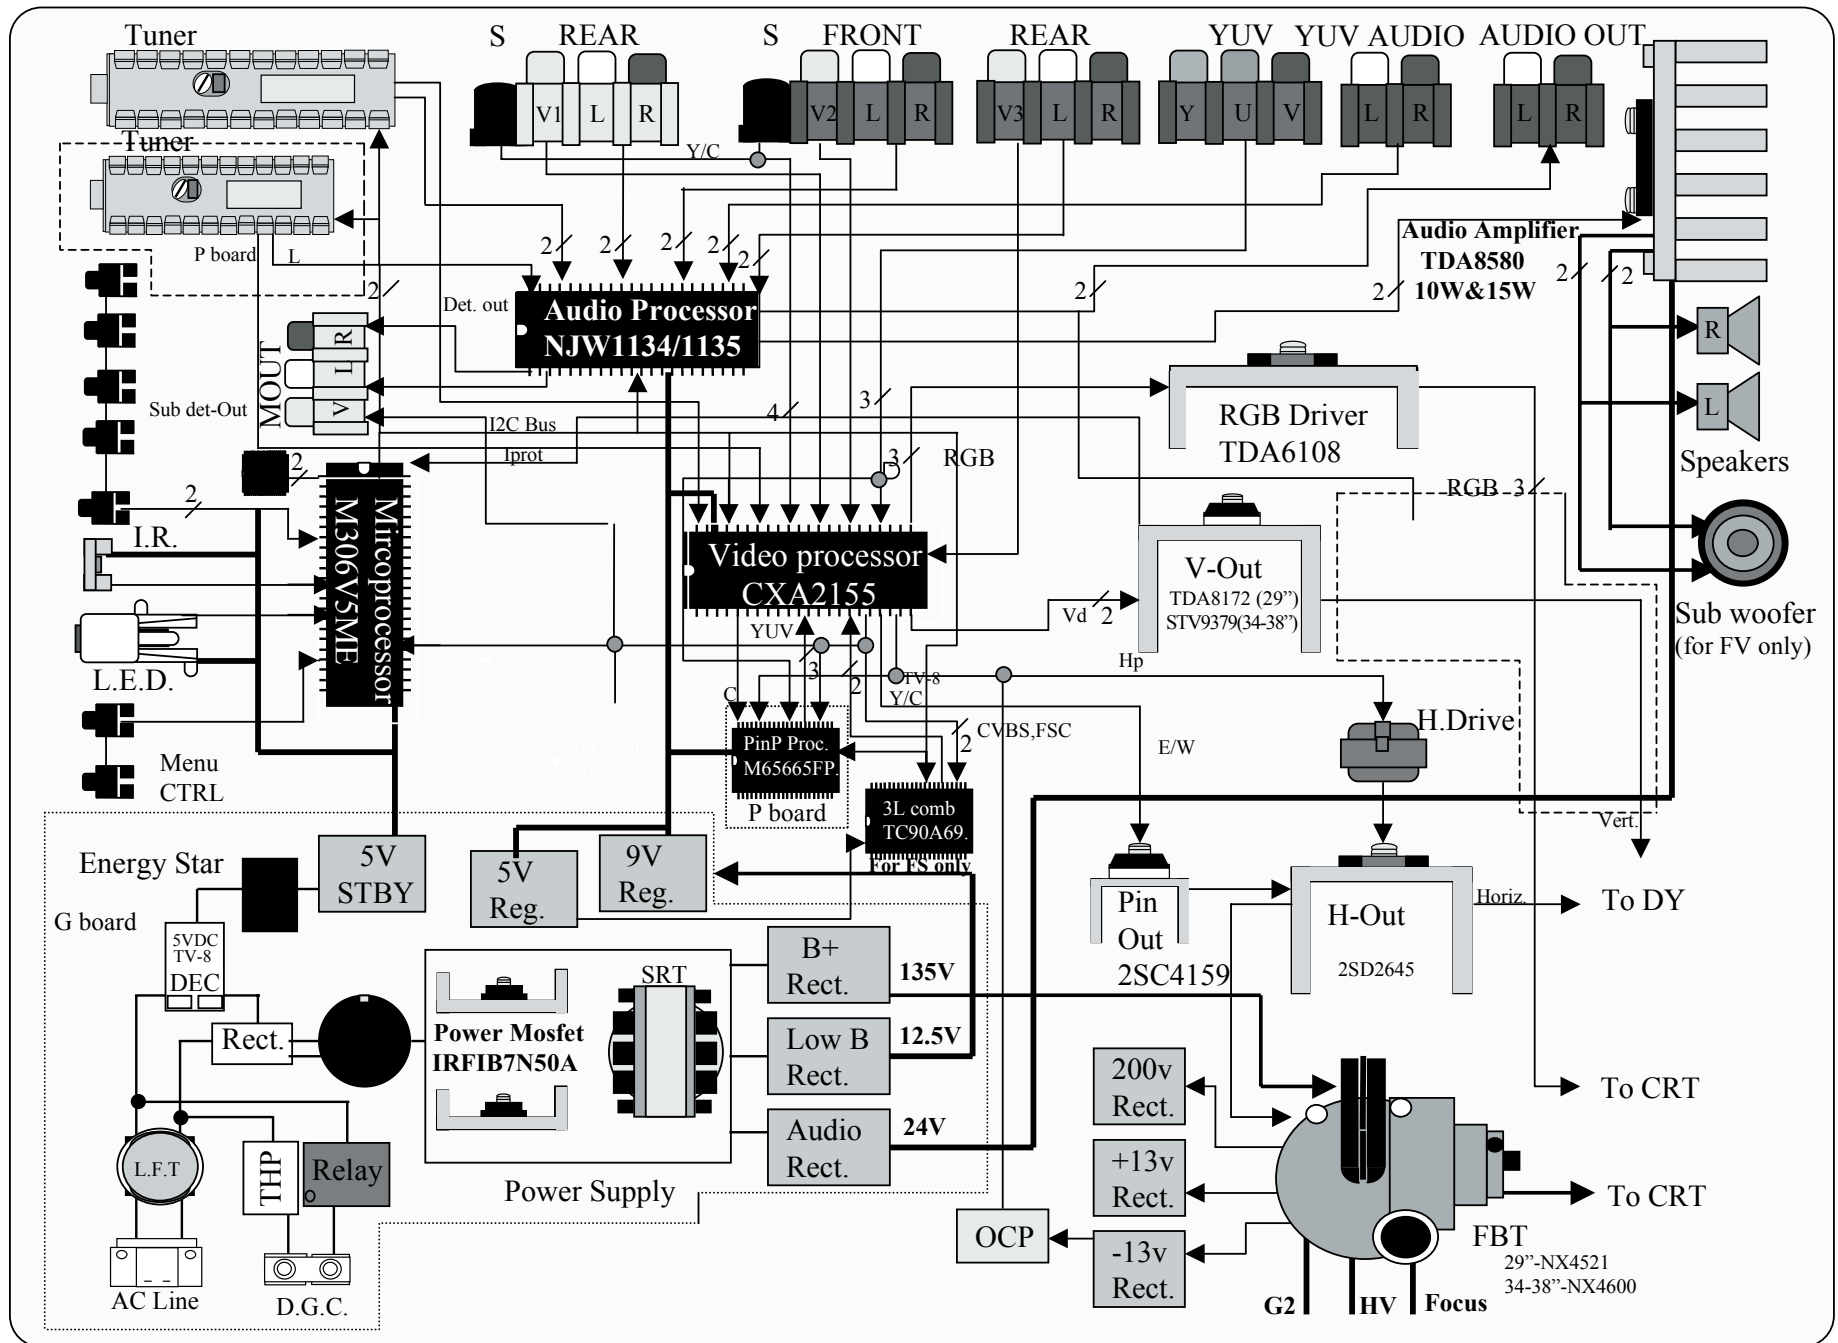 Tuner
S
REAR
S
FRONT
REAR
YUV
YUV AUDIO
AUDIO OUT
V1
L
R
V2
L
R
V3
L
R
Y
U
V
L
R
L
R
Tuner
Y/C
P board
L
2
2
2
2
2
2
2
2
Audio Amplifier
TDA8580
10W&15W
2
2
Det. out
Audio Processor
NJW1134/1135
R
L
V
MOUT
Sub det-Out
I2C Bus
Iprot
4
3
3
RGB
RGB Driver
TDA6108
R
L
Speakers
RGB
3
2
2
I.R.
Mircoprocessor
M306V5ME
Video processor
CXA2155
V-Out
TDA8172 (29”)
STV9379(34-38”)
Vd
2
Hp
Sub woofer
(for FV only)
L.E.D.
YUV
3
2
TV-8
Y/C
C
2
CVBS,FSC
E/W
H.Drive
PinP Proc.
M65665FP.
P board
3L comb
TC90A69.
For FS only
Menu
CTRL
Vert.
Energy Star
5V
STBY
5V
Reg.
9V
Reg.
G board
5VDC
TV-8
DEC
Pin
Out
2SC4159
H-Out
2SD2645
Horiz.
To DY
B+
Rect.
135V
SRT
Power Mosfet
IRFIB7N50A
Rect.
Low B
Rect.
12.5V
Audio
Rect.
24V
200v
Rect.
+13v
Rect.
-13v
Rect.
To CRT
To CRT
L.F.T
THP
Relay
Power Supply
OCP
FBT
29”-NX4521
34-38”-NX4600
AC Line
D.G.C.
G2
HV
Focus